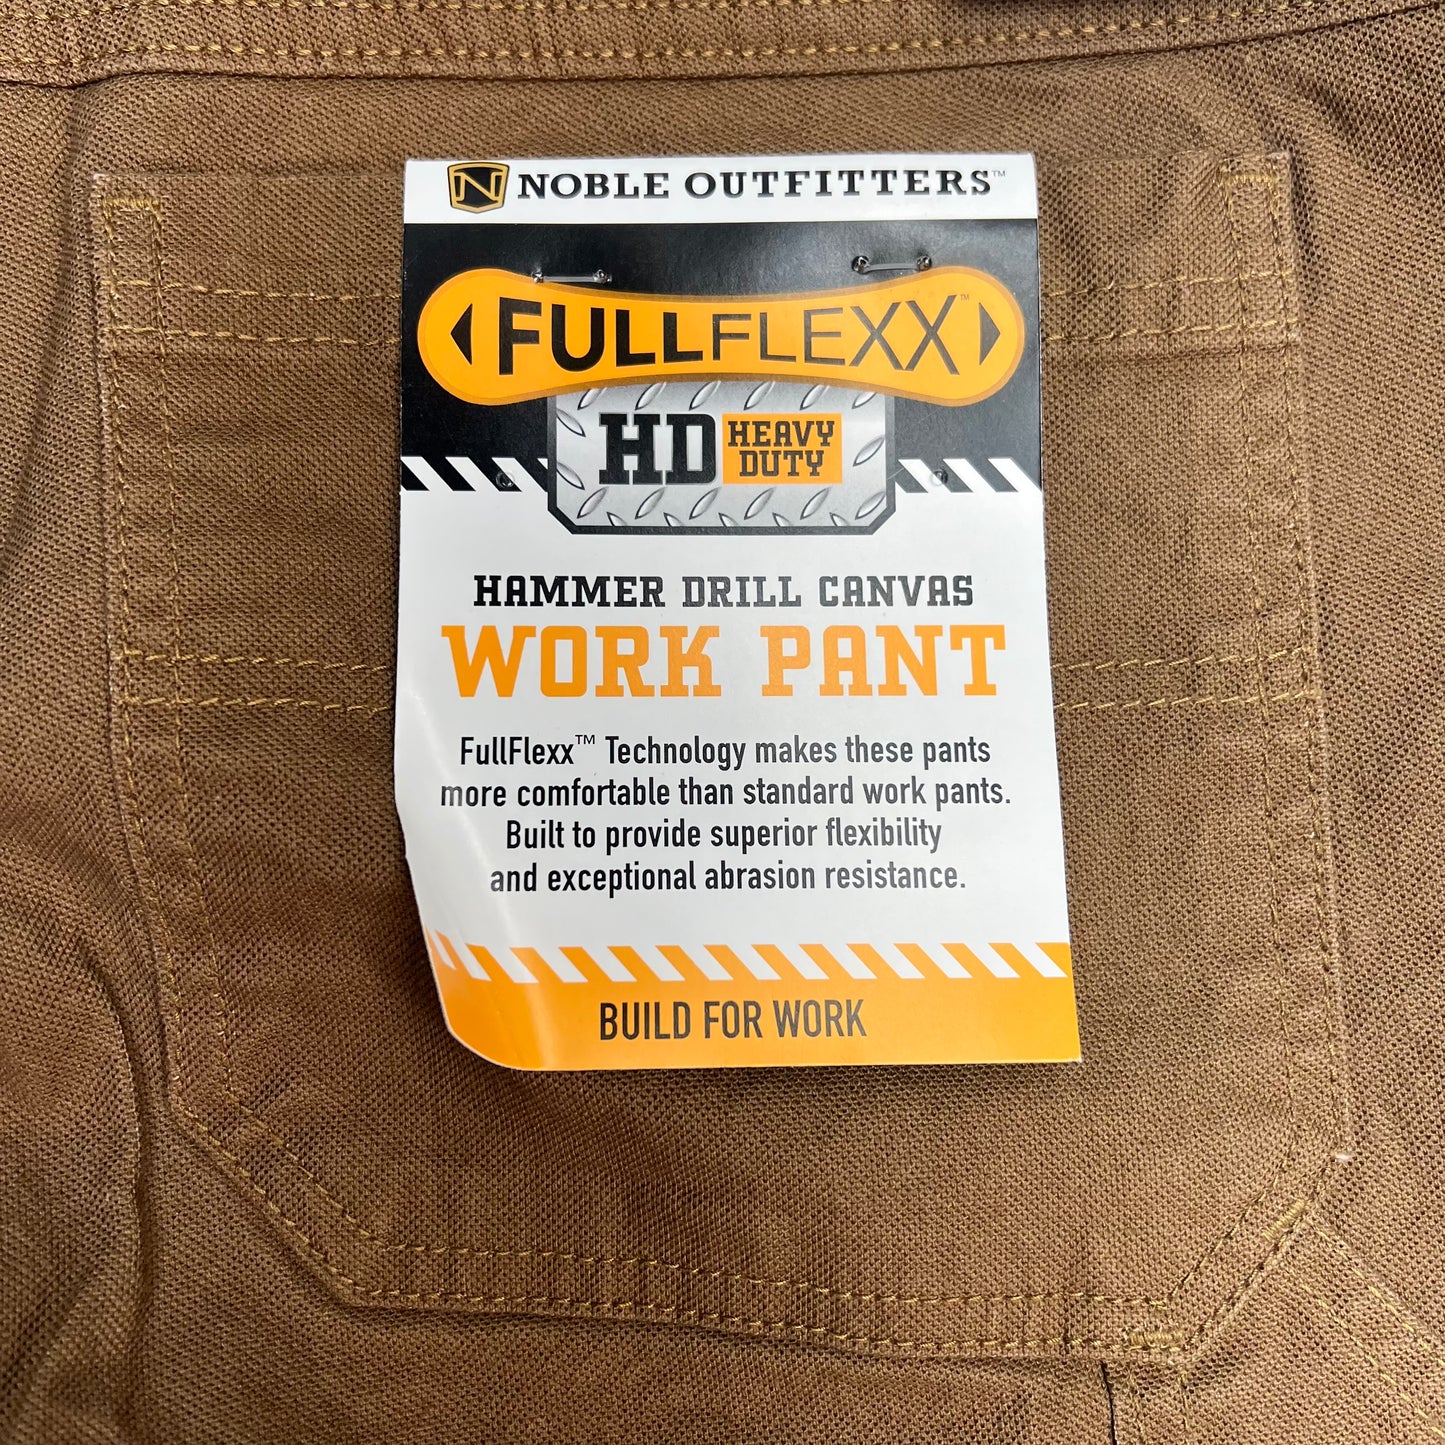 N NOBLE OUTFITTERS™
FULLFLEXX™
HD HEAVY
DUTY
HAMMER DRILL CANVAS
WORK PANT
FullFlexx™ Technology makes these pants
more comfortable than standard work pants.
Built to provide superior flexibility
and exceptional abrasion resistance.
BUILD FOR WORK